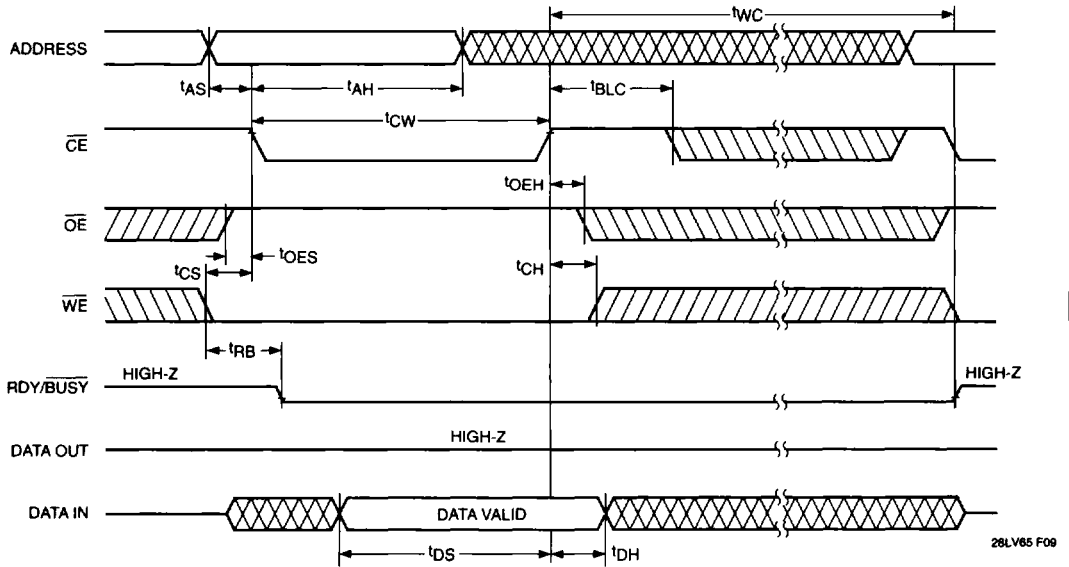 tWC
ADDRESS
tAS
tAH
tBLC
tCW
CE
tOEH
OE
tOES
tCS
tCH
WE
tRB
HIGH-Z
HIGH-Z
RDY/BUSY
HIGH-Z
DATA OUT
DATA IN
DATA VALID
28LV65 F09
tDS
tDH